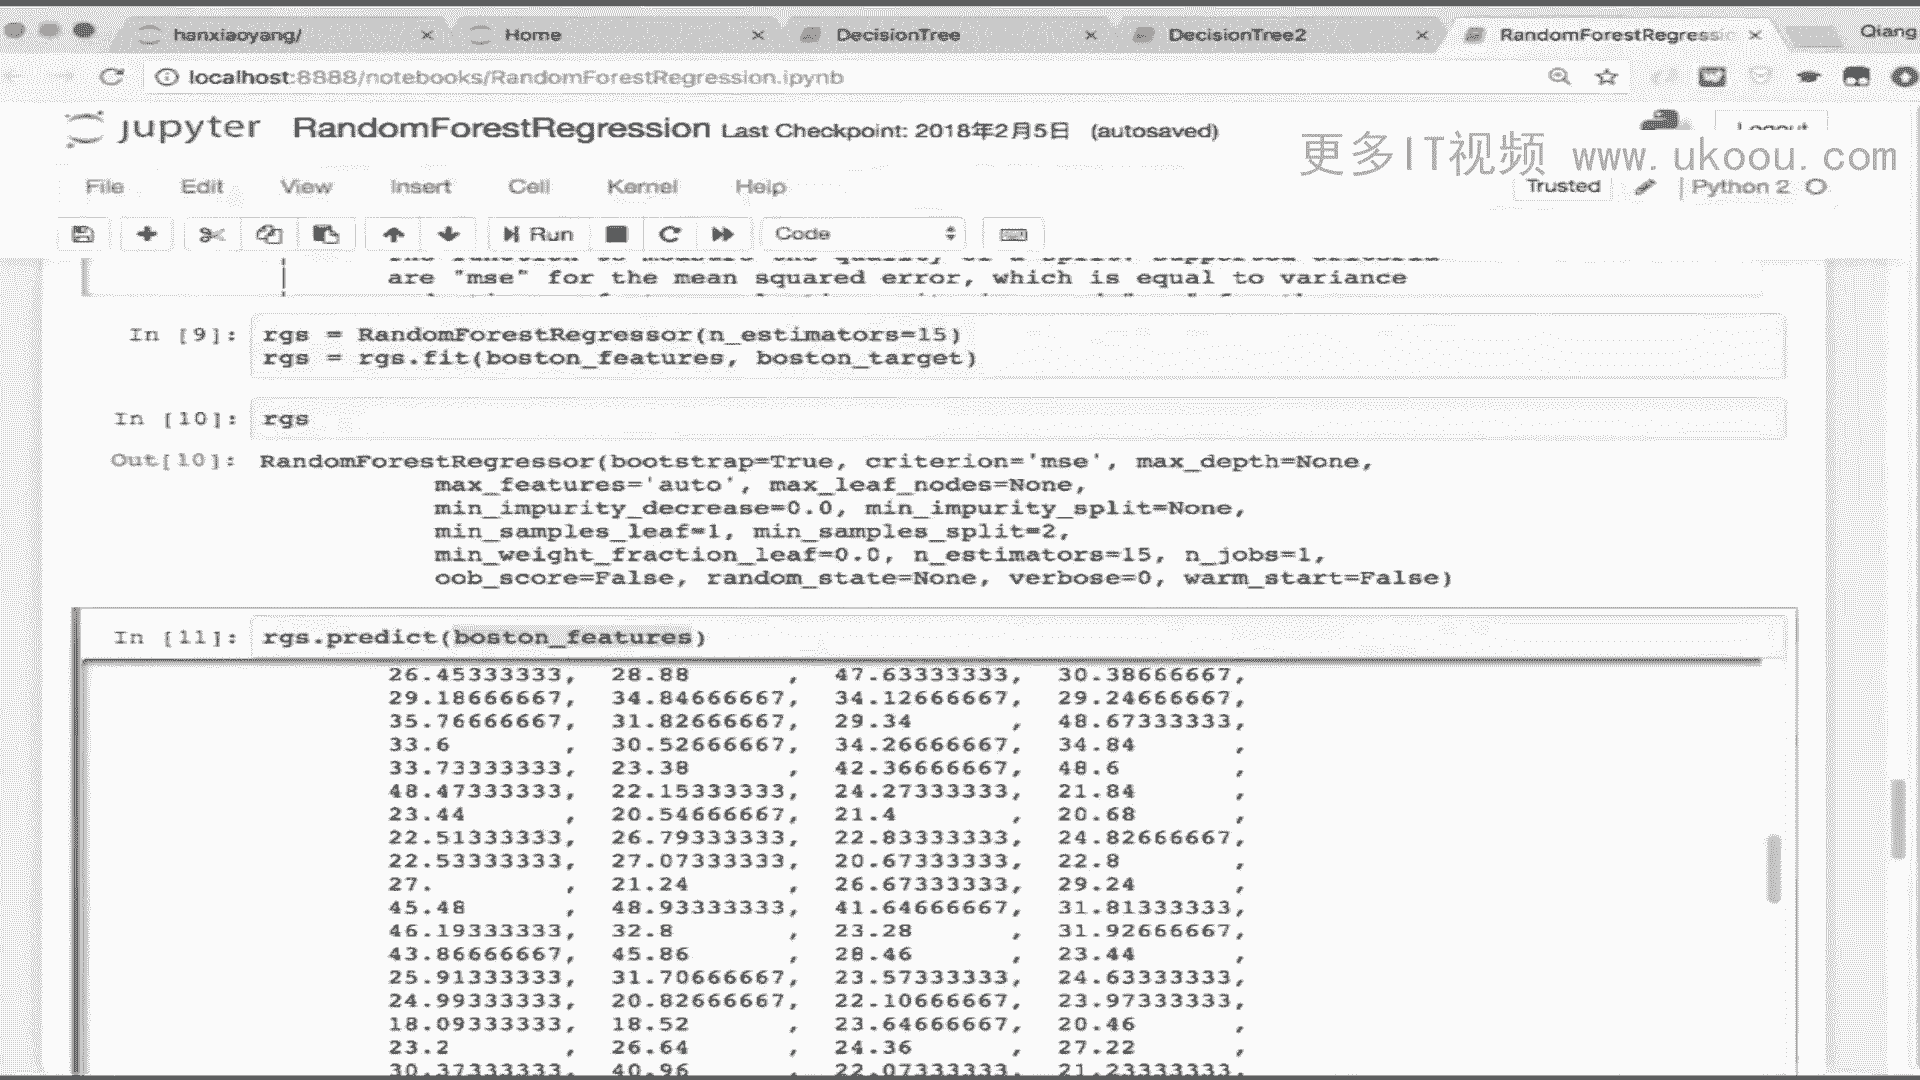 hanxiaoyang/
Home
DecisionTree
DecisionTree2
RandomForestRegressio
Qiang
localhost:8888/notebooks/RandomForestRegression.ipynb
jupyter RandomForestRegression Last Checkpoint: 2018年2月5日 (autosaved)
Logout
更多IT视频 www.ukoou.com
File Edit View Insert Cell Kernel Help
Trusted
Python 2
Run
Code
are "mse" for the mean squared error, which is equal to variance
In [9]: rgs = RandomForestRegressor(n_estimators=15)
rgs = rgs.fit(boston_features, boston_target)
In [10]: rgs
Out[10]: RandomForestRegressor(bootstrap=True, criterion='mse', max_depth=None,
max_features='auto', max_leaf_nodes=None,
min_impurity_decrease=0.0, min_impurity_split=None,
min_samples_leaf=1, min_samples_split=2,
min_weight_fraction_leaf=0.0, n_estimators=15, n_jobs=1,
oob_score=False, random_state=None, verbose=0, warm_start=False)
In [11]: rgs.predict(boston_features)
26.45333333, 28.88 , 47.63333333, 30.38666667,
29.18666667, 34.84666667, 34.12666667, 29.24666667,
35.76666667, 31.82666667, 29.34 , 48.67333333,
33.6 , 30.52666667, 34.26666667, 34.84 ,
33.73333333, 23.38 , 42.36666667, 48.6 ,
48.47333333, 22.15333333, 24.27333333, 21.84 ,
23.44 , 20.54666667, 21.4 , 20.68 ,
22.51333333, 26.79333333, 22.83333333, 24.82666667,
22.53333333, 27.07333333, 20.67333333, 22.8 ,
27. , 21.24 , 26.67333333, 29.24 ,
45.48 , 48.93333333, 41.64666667, 31.81333333,
46.19333333, 32.8 , 23.28 , 31.92666667,
43.86666667, 45.86 , 28.46 , 23.44 ,
25.91333333, 31.70666667, 23.57333333, 24.63333333,
24.99333333, 20.82666667, 22.10666667, 23.97333333,
18.09333333, 18.52 , 23.64666667, 20.46 ,
23.2 , 26.64 , 24.36 , 27.22 ,
30.37333333, 40.96 , 22.07333333, 21.23333333,